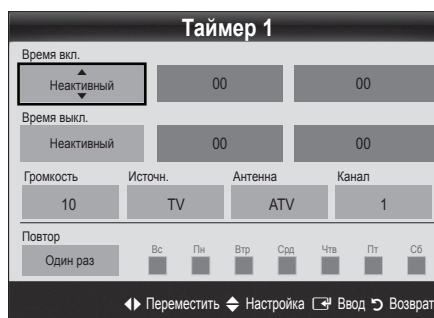 Таймер 1
Время вкл.
Неактивный 00 00
Время выкл.
Неактивный 00 00
Громкость Источн. Антенна Канал
10 TV ATV 1
Повтор
Один раз Вс Пн Втр Срд Чтв Пт Сб
Переместить Настройка Ввод Возврат